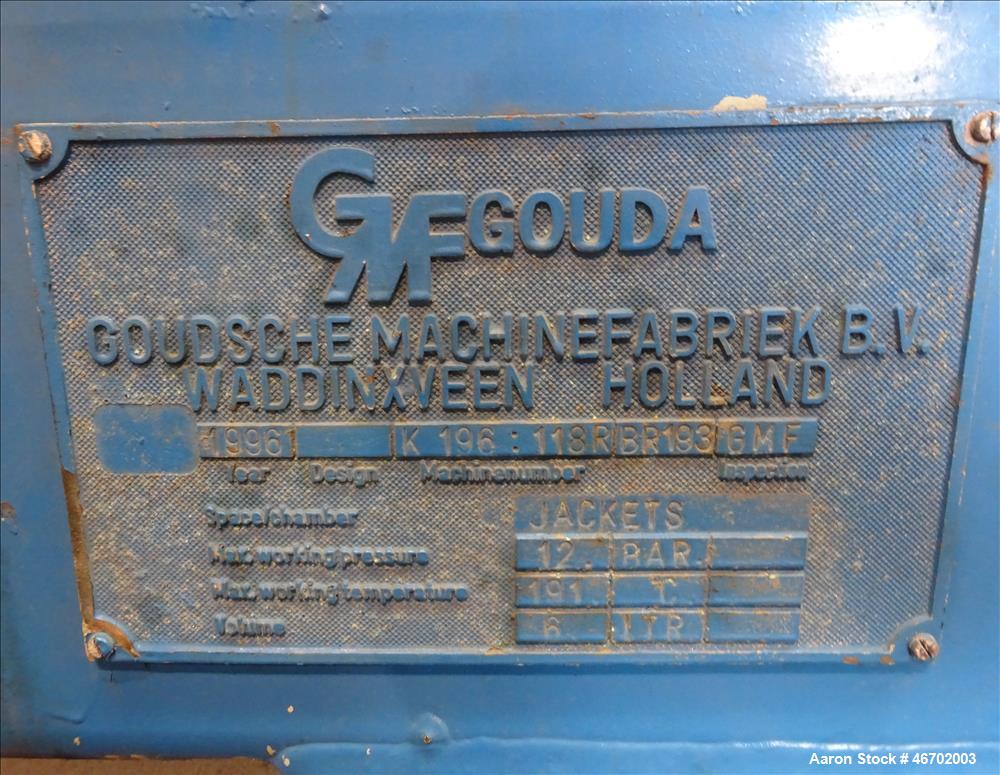 GMF GOUDA
GOUDSCHE MACHINEFABRIEK B.V.
WADDINXVEEN HOLLAND
1996 K 196 : 118R BR193 GMF
Year Design Machinenumber Inspection
Space/chamber JACKETS
Max. working pressure 12. BAR.
Max. working temperature 191 °C
Volume 6. LTR.
Aaron Stock # 46702003